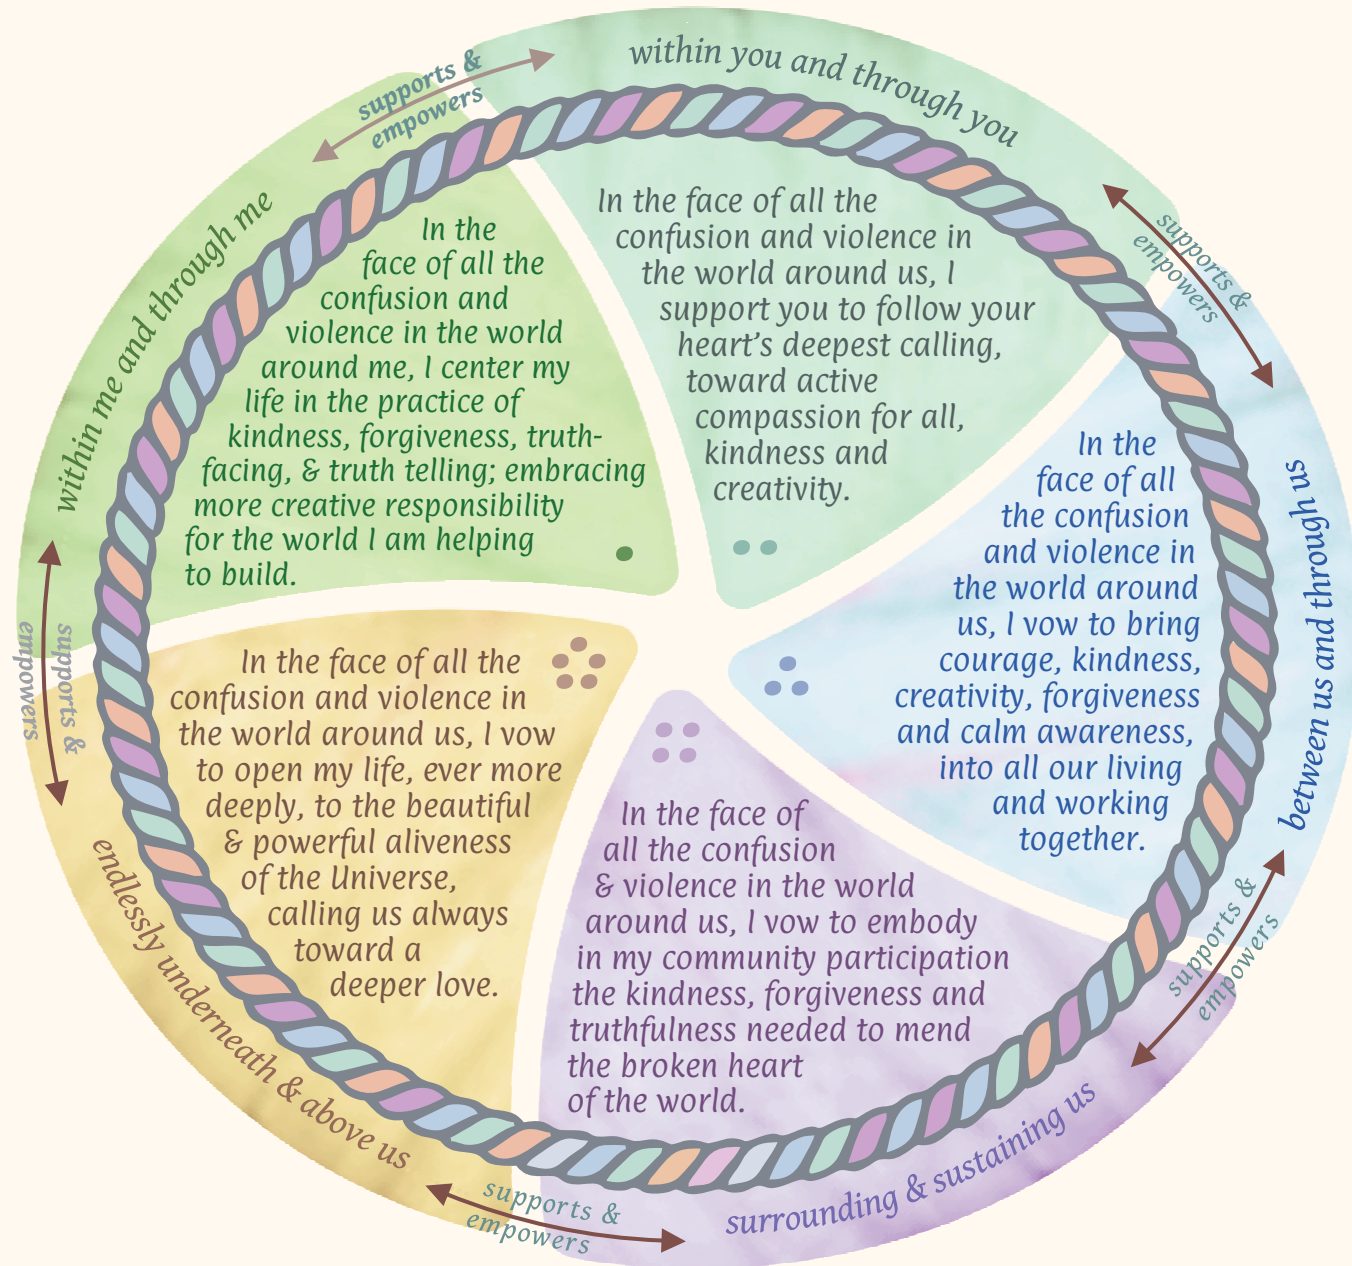 within me and through me
In the
face of all the
confusion and
violence in the world
around me, I center my
life in the practice of
kindness, forgiveness, truth-
facing, & truth telling; embracing
more creative responsibility
for the world I am helping
to build.
supports &
empowers
within you and through you
In the face of all the
confusion and violence in
the world around us, I
support you to follow your
heart’s deepest calling,
toward active
compassion for all,
kindness and
creativity.
supports &
empowers
between us and through us
In the
face of all
the confusion
and violence in
the world around
us, I vow to bring
courage, kindness,
creativity, forgiveness
and calm awareness,
into all our living
and working
together.
supports &
empowers
surrounding & sustaining us
In the face of
all the confusion
& violence in the world
around us, I vow to embody
in my community participation
the kindness, forgiveness and
truthfulness needed to mend
the broken heart
of the world.
supports &
empowers
endlessly underneath & above us
In the face of all the
confusion and violence in
the world around us, I vow
to open my life, ever more
deeply, to the beautiful
& powerful aliveness
of the Universe,
calling us always
toward a
deeper love.
supports &
empowers